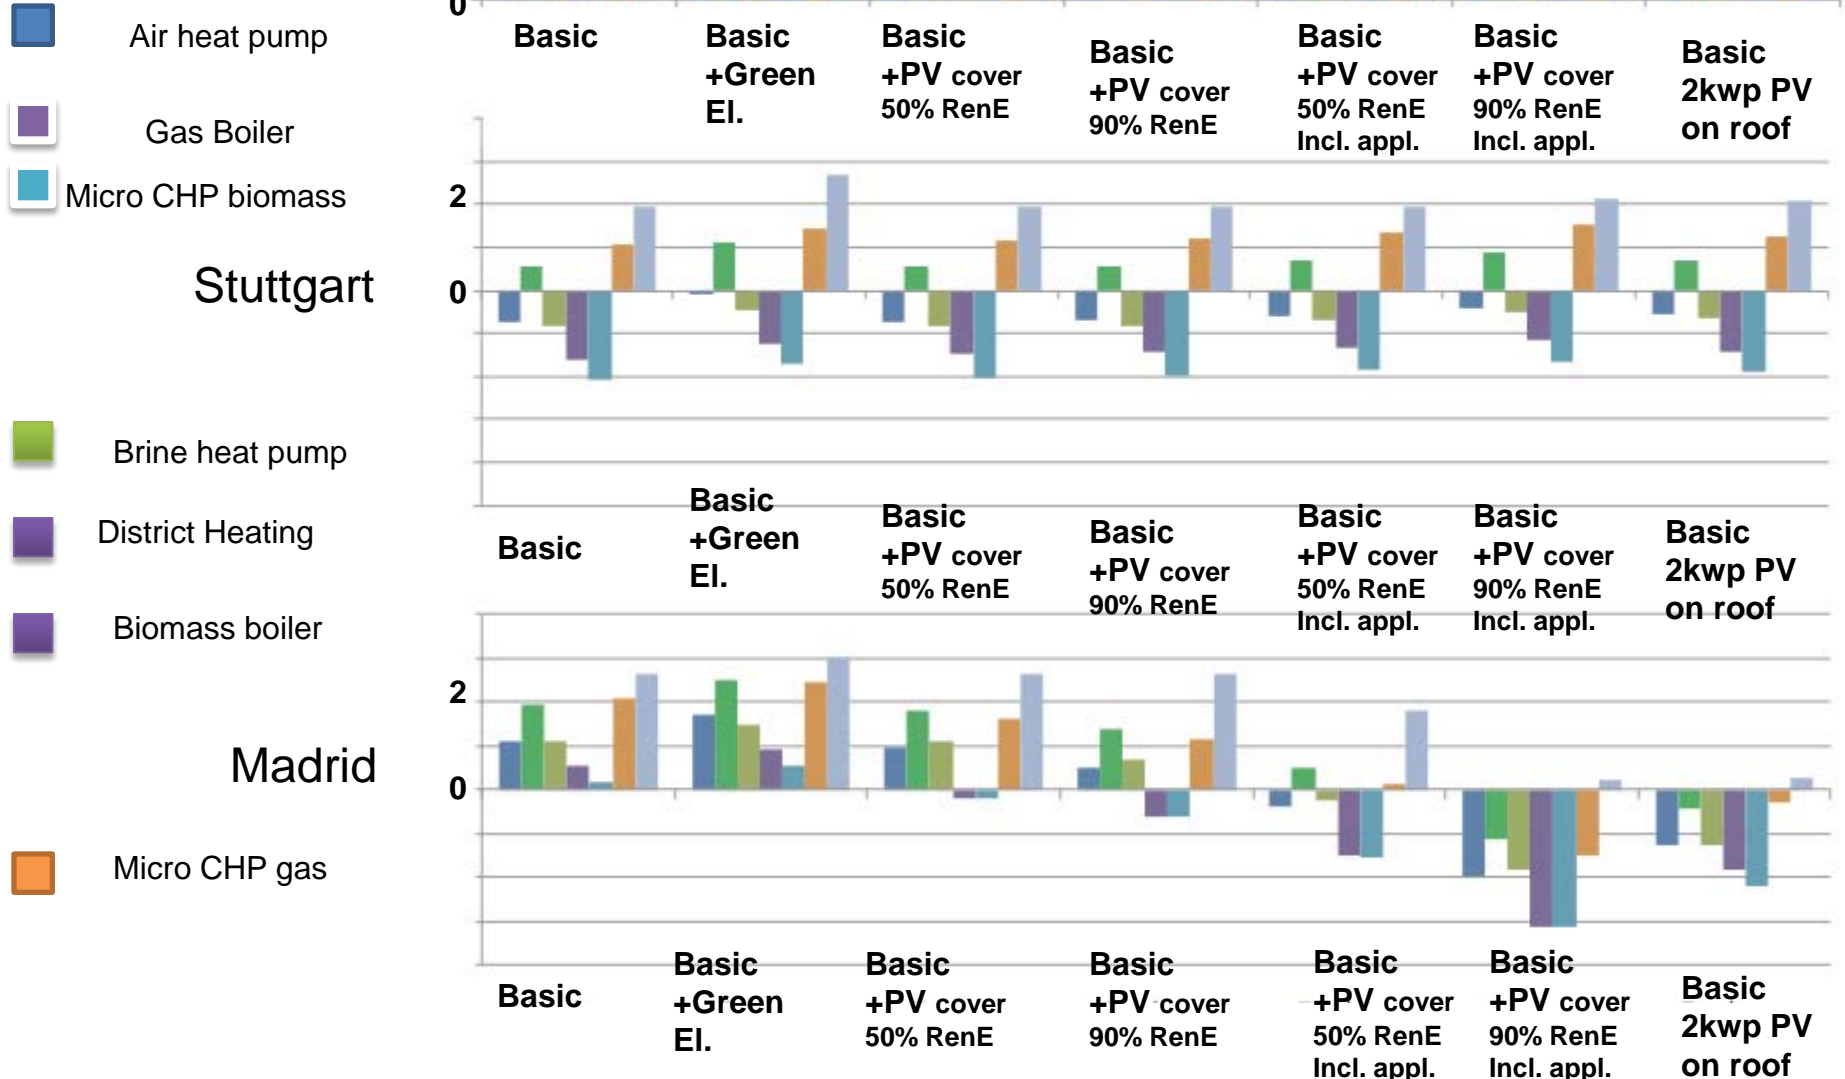 0
Air heat pump
Gas Boiler
Micro CHP biomass
Basic
Basic
+Green
El.
Basic
+PV cover
50% RenE
Basic
+PV cover
90% RenE
Basic
+PV cover
50% RenE
Incl. appl.
Basic
+PV cover
90% RenE
Incl. appl.
Basic
2kwp PV
on roof
2
0
Stuttgart
Brine heat pump
District Heating
Biomass boiler
Basic
Basic
+Green
El.
Basic
+PV cover
50% RenE
Basic
+PV cover
90% RenE
Basic
+PV cover
50% RenE
Incl. appl.
Basic
+PV cover
90% RenE
Incl. appl.
Basic
2kwp PV
on roof
2
0
Madrid
Micro CHP gas
Basic
Basic
+Green
El.
Basic
+PV cover
50% RenE
Basic
+PV cover
90% RenE
Basic
+PV cover
50% RenE
Incl. appl.
Basic
+PV cover
90% RenE
Incl. appl.
Basic
2kwp PV
on roof